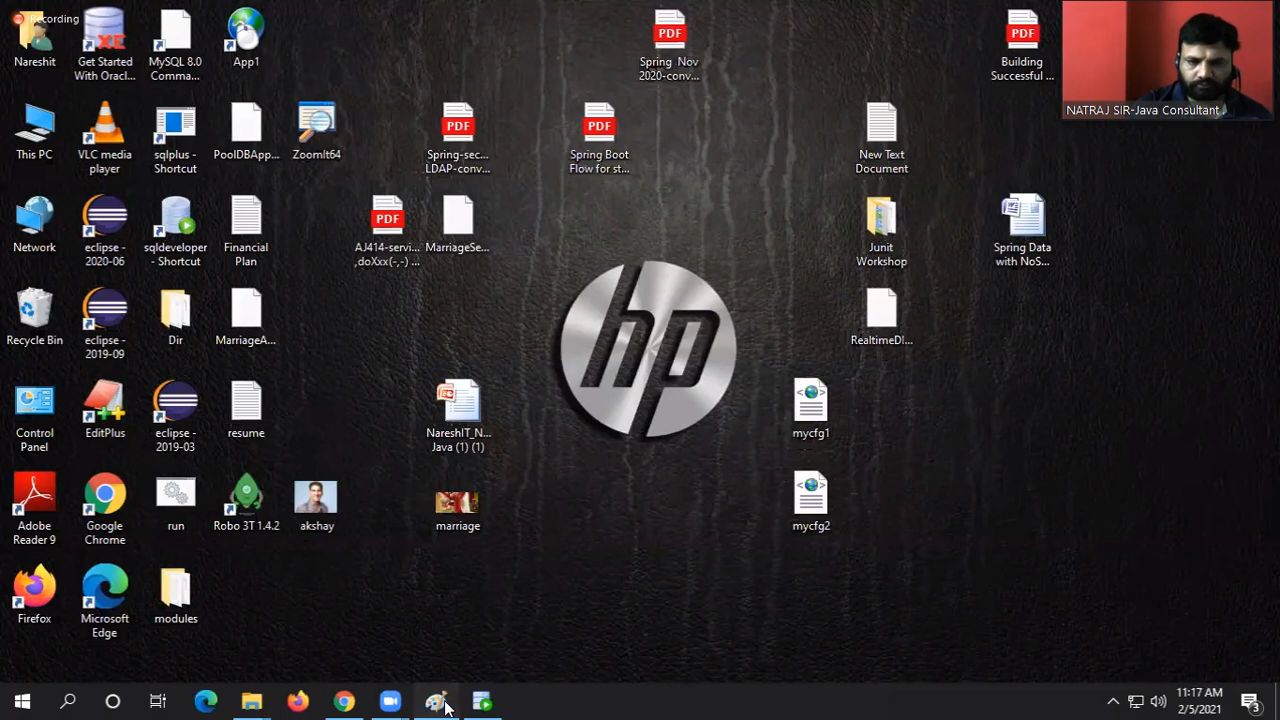 Recording
Nareshit
Get Started
With Oracl...
MySQL 8.0
Comma...
App1
Spring Nov
2020-conv...
Building
Successful ...
NATRAJ SIR-Java Consultant
This PC
VLC media
player
sqlplus -
Shortcut
PoolDBApp...
ZoomIt64
Spring-sec...
LDAP-conv...
Spring Boot
Flow for st...
New Text
Document
Network
eclipse -
2020-06
sqldeveloper
- Shortcut
Financial
Plan
AJ414-servi...
,doXxx(-,-) ...
MarriageSe...
Junit
Workshop
Spring Data
with NoS...
Recycle Bin
eclipse -
2019-09
Dir
MarriageA...
RealtimeDI...
hp
Control
Panel
EditPlus
eclipse -
2019-03
resume
NareshIT_N...
Java (1) (1)
mycfg1
Adobe
Reader 9
Google
Chrome
run
Robo 3T 1.4.2
akshay
marriage
mycfg2
Firefox
Microsoft
Edge
modules
11:17 AM
2/5/2021
3
PDF
PDF
PDF
PDF
PDF
XE